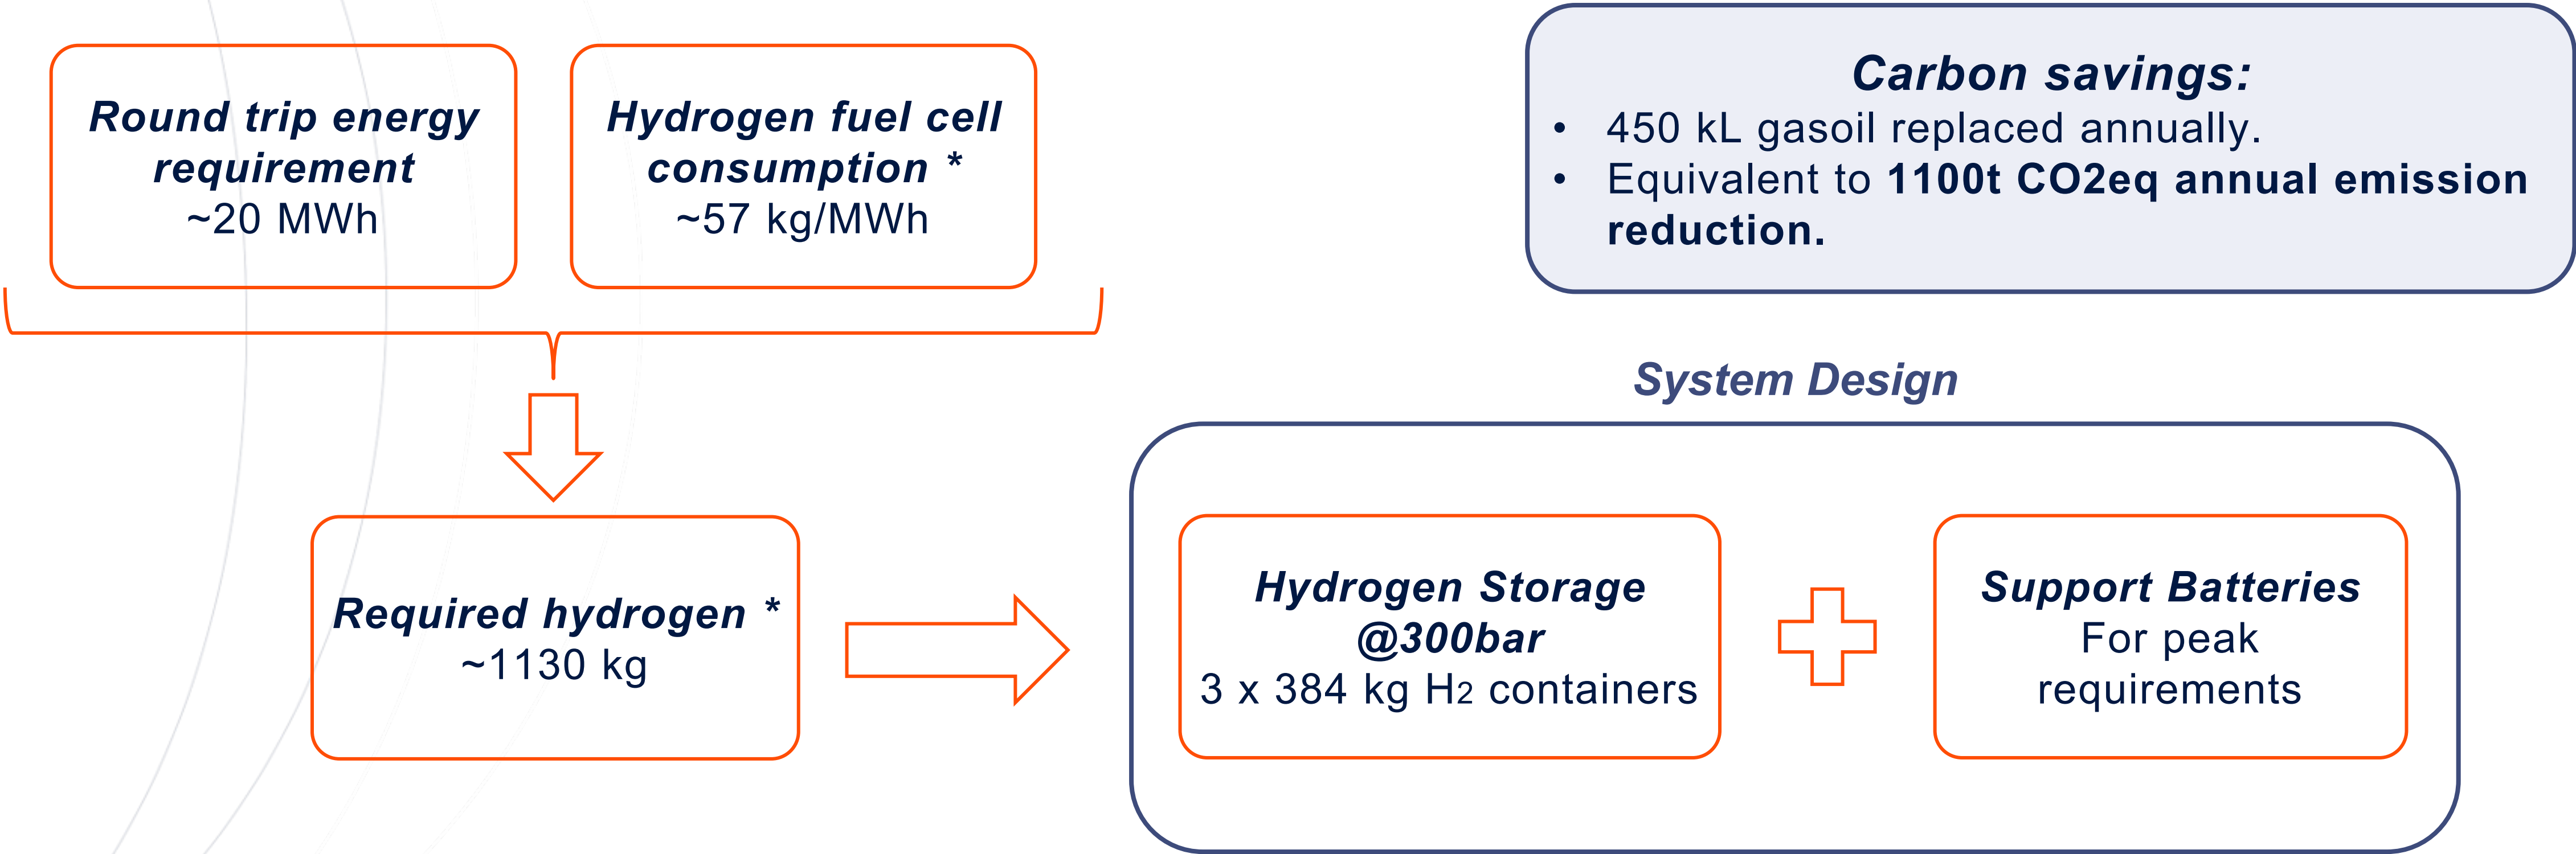 Round trip energy
requirement
~20 MWh
Hydrogen fuel cell
consumption *
~57 kg/MWh
Carbon savings:
• 450 kL gasoil replaced annually.
• Equivalent to 1100t CO2eq annual emission
reduction.
System Design
Required hydrogen *
~1130 kg
Hydrogen Storage
@300bar
3 x 384 kg H2 containers
Support Batteries
For peak
requirements